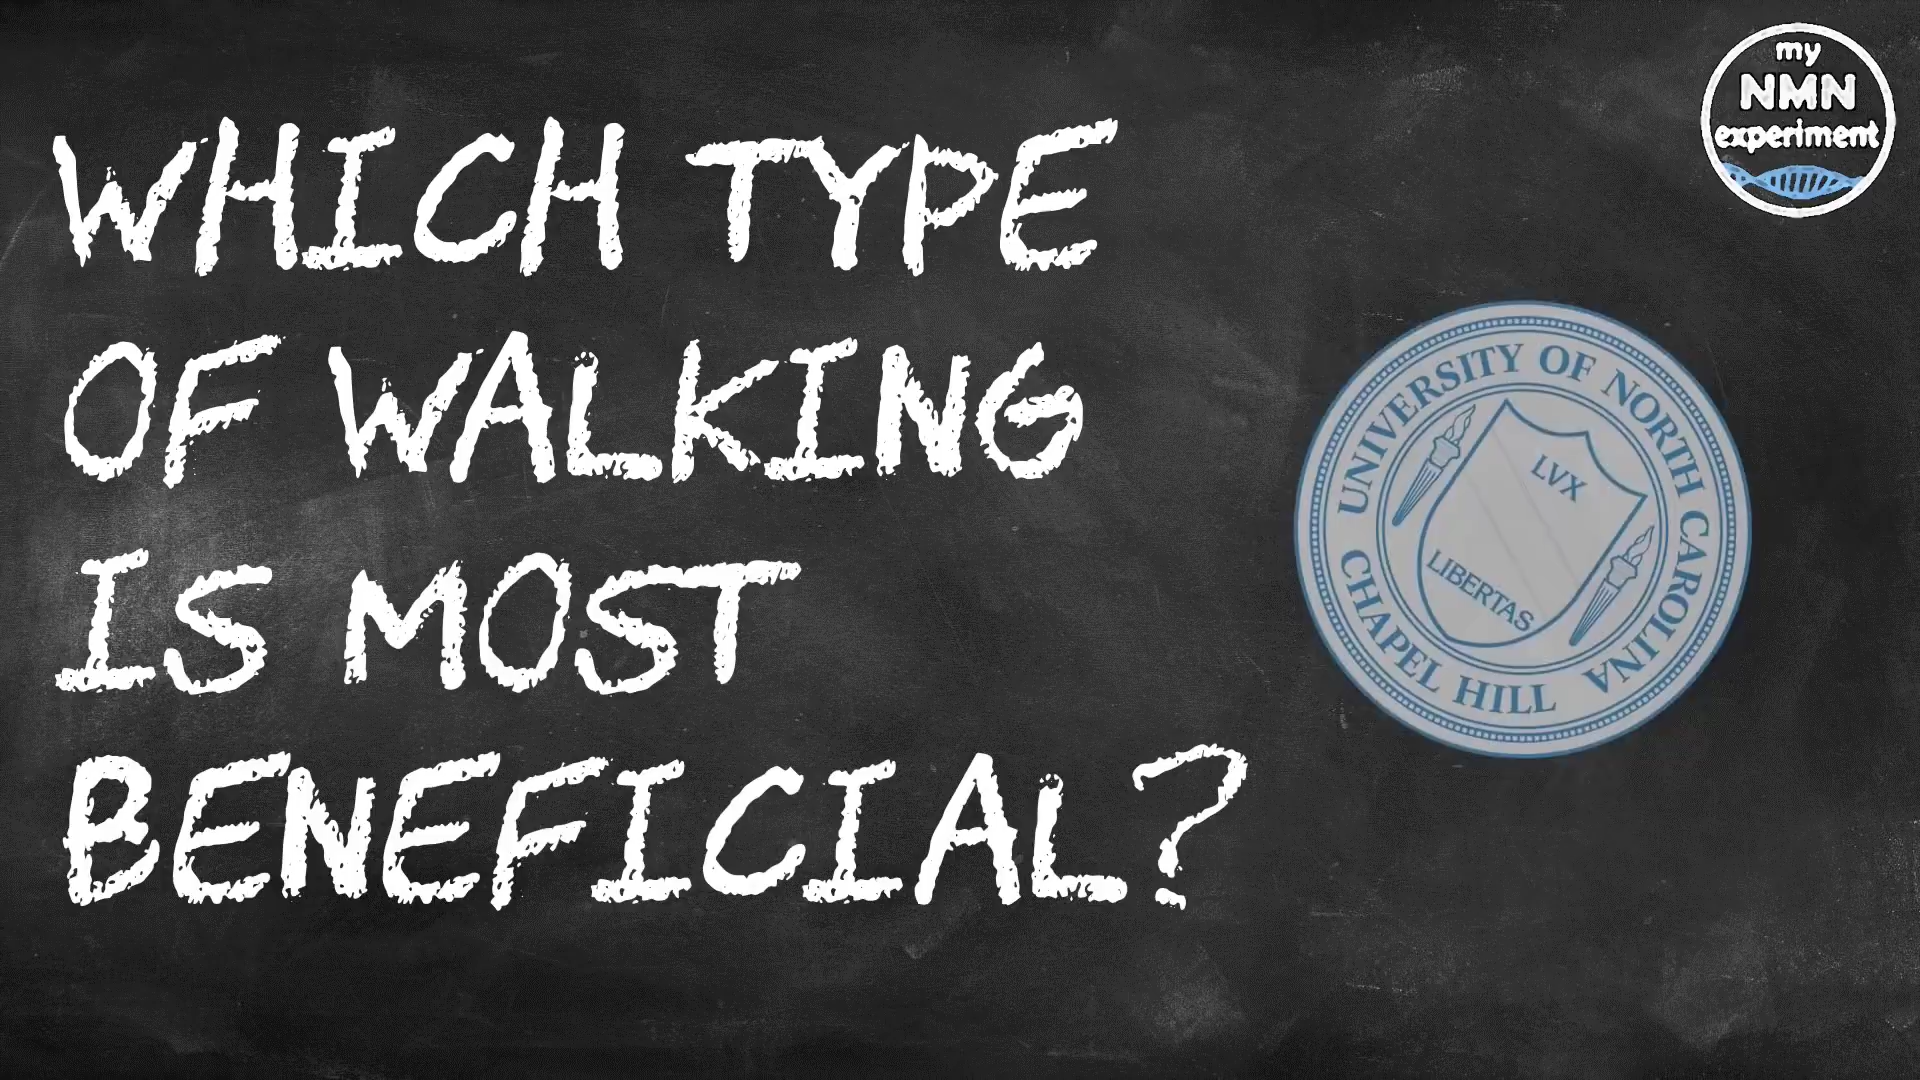 WHICH TYPE
OF WALKING
IS MOST
BENEFICIAL?
my
NMN
experiment
UNIVERSITY OF NORTH CAROLINA
CHAPEL HILL
LVX
LIBERTAS